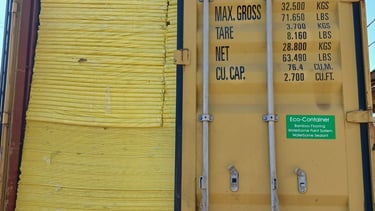 MAX. GROSS 32.500 KGS
71.650 LBS
TARE 3.700 KGS
8.160 LBS
NET 28.800 KGS
63.490 LBS
CU. CAP. 76.4 CU.M.
2.700 CU.FT.
Eco-Container
Bamboo Flooring
Waterborne Paint System
Waterborne Sealant